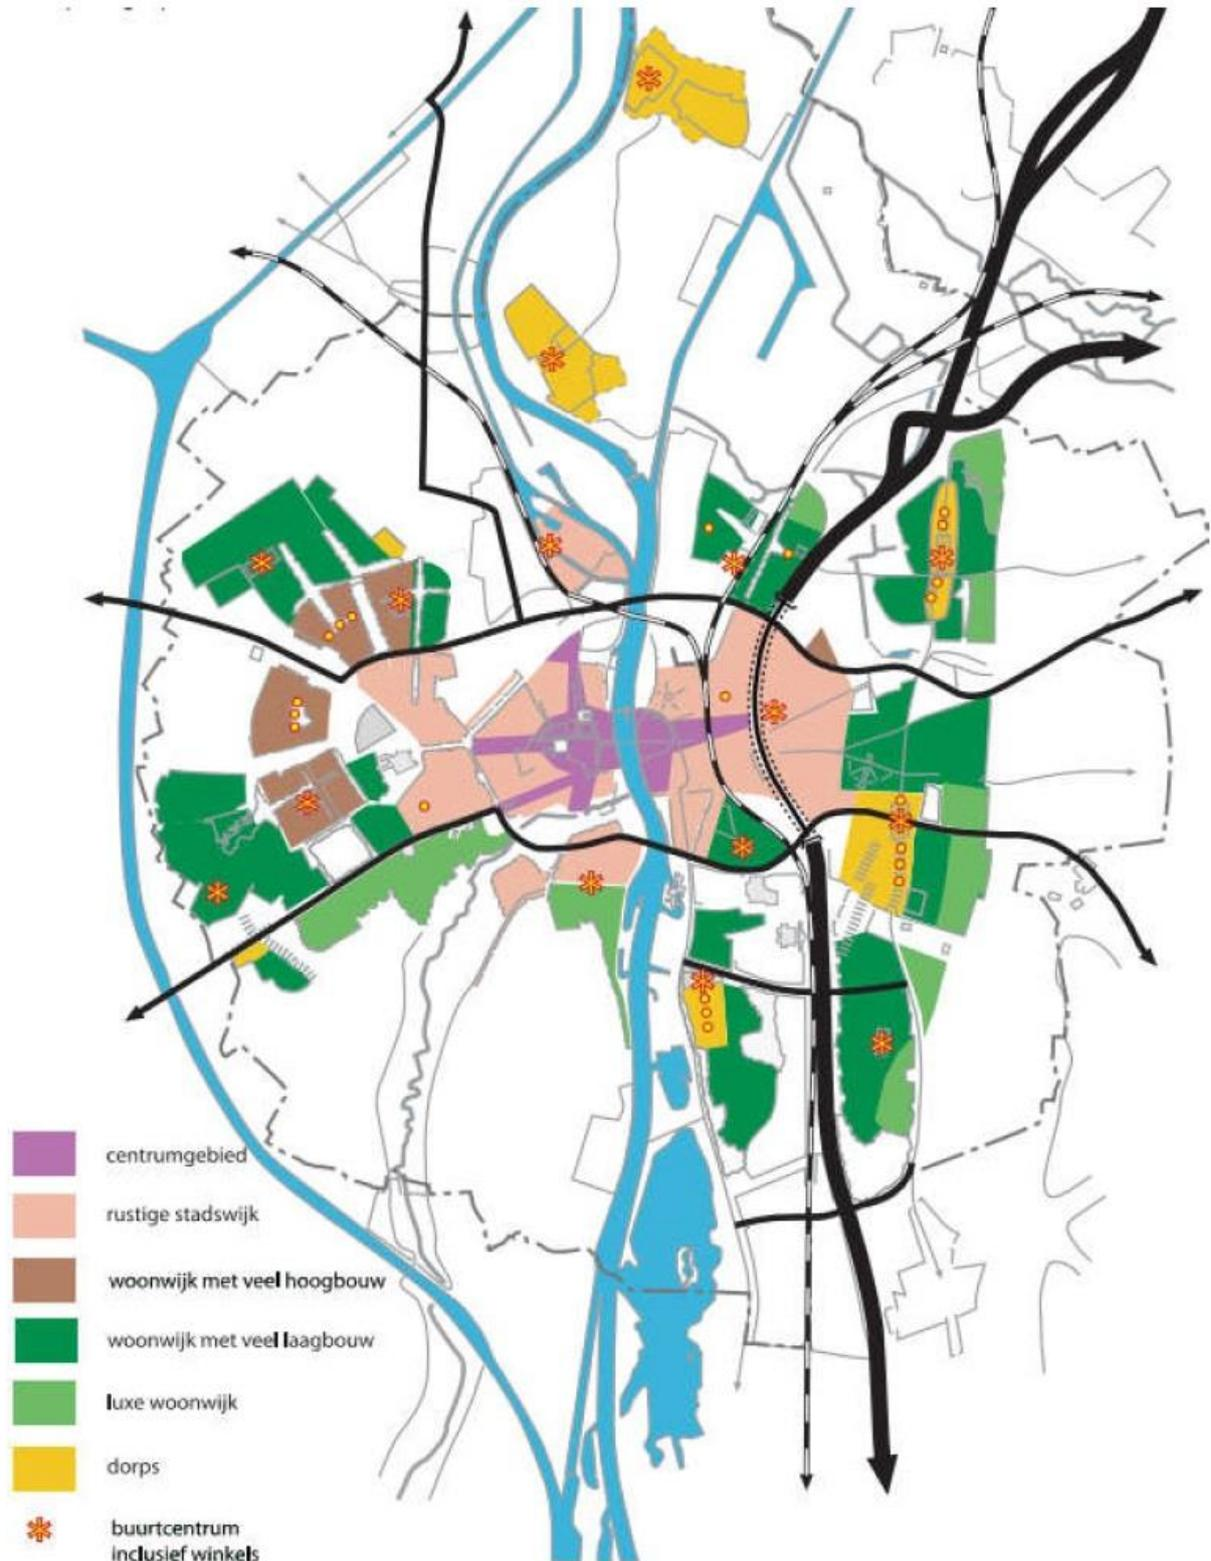 centrumgebied
rustige stadswijk
woonwijk met veel hoogbouw
woonwijk met veel laagbouw
luxe woonwijk
dorps
buurtcentrum
inclusief winkels